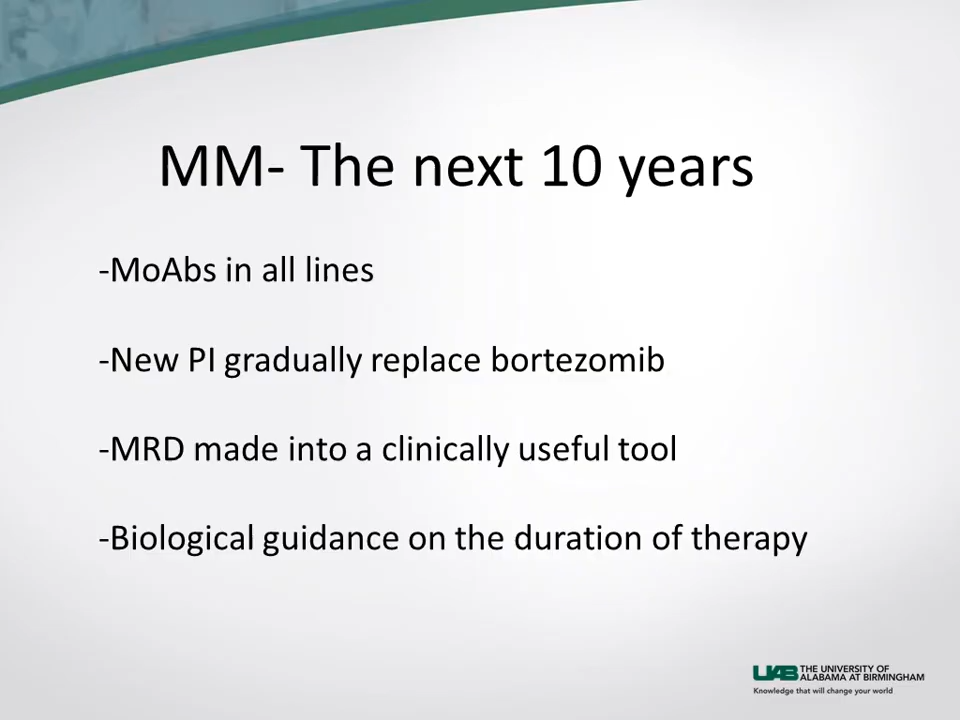 MM- The next 10 years
-MoAbs in all lines
-New PI gradually replace bortezomib
-MRD made into a clinically useful tool
-Biological guidance on the duration of therapy
UAB THE UNIVERSITY OF
ALABAMA AT BIRMINGHAM
Knowledge that will change your world